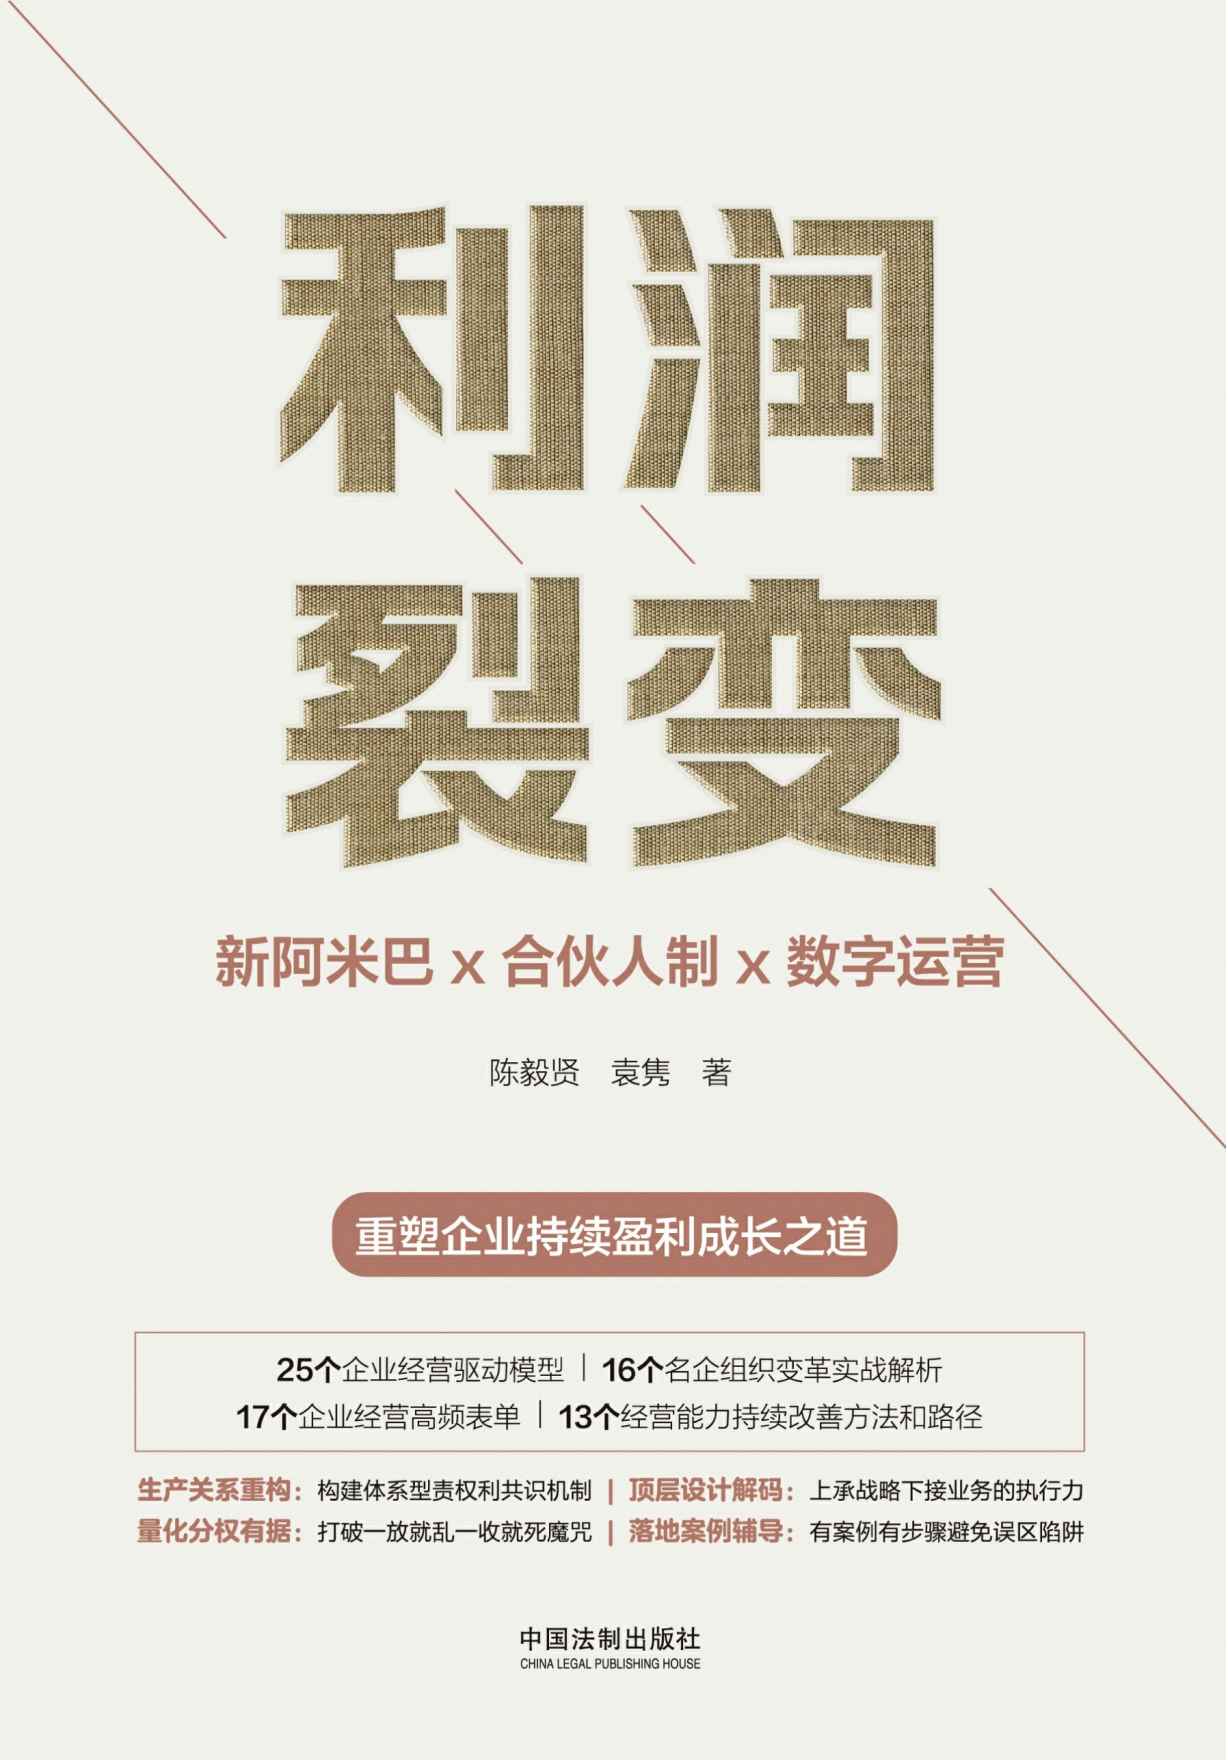 利润
裂变
新阿米巴 x 合伙人制 x 数字运营
陈毅贤 袁隽 著
重塑企业持续盈利成长之道
25个企业经营驱动模型 | 16个名企组织变革实战解析
17个企业经营高频表单 | 13个经营能力持续改善方法和路径
生产关系重构：构建体系型责权利共识机制 | 顶层设计解码：上承战略下接业务的执行力
量化分权有据：打破一放就乱一收就死魔咒 | 落地案例辅导：有案例有步骤避免误区陷阱
中国法制出版社
CHINA LEGAL PUBLISHING HOUSE